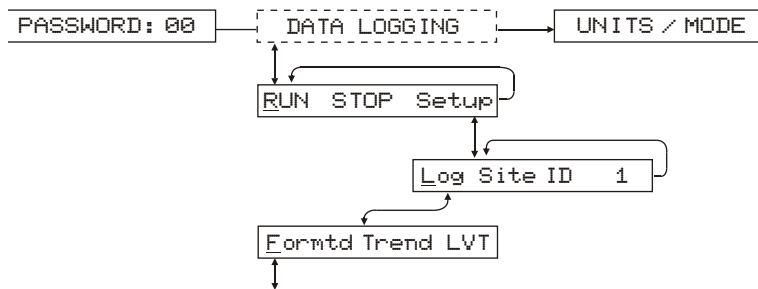 PASSWORD: 00
DATA LOGGING
UNITS / MODE
RUN STOP Setup
Log Site ID 1
Formtd Trend LVT